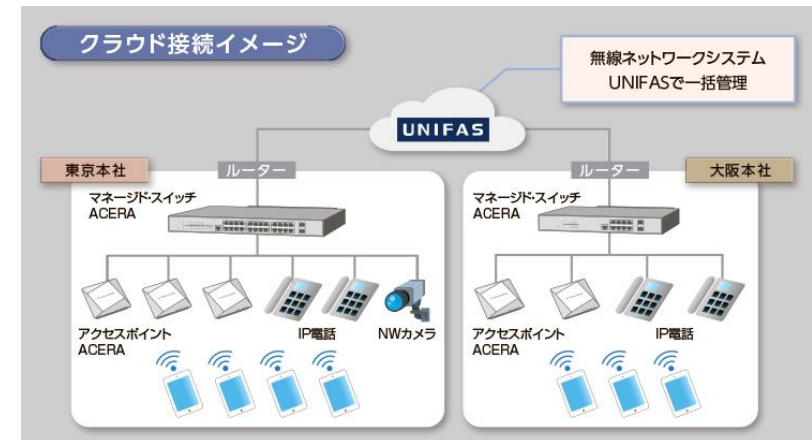 クラウド接続イメージ
無線ネットワークシステム
UNIFASで一括管理
UNIFAS
東京本社
ルーター
マネージド・スイッチ
ACERA
アクセスポイント
ACERA
IP電話
NWカメラ
ルーター
大阪本社
マネージド・スイッチ
ACERA
アクセスポイント
ACERA
IP電話